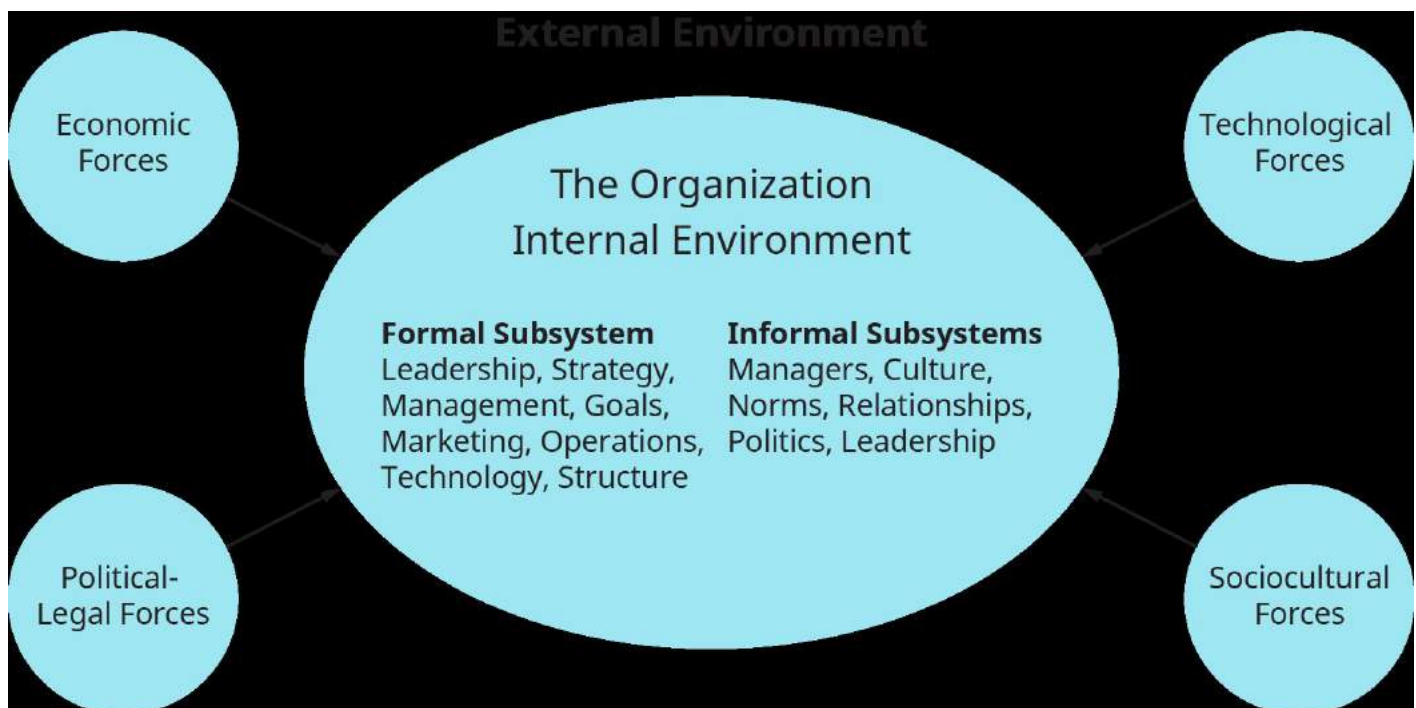 External Environment
Economic
Forces
Technological
Forces
The Organization
Internal Environment
Formal Subsystem
Leadership, Strategy,
Management, Goals,
Marketing, Operations,
Technology, Structure
Informal Subsystems
Managers, Culture,
Norms, Relationships,
Politics, Leadership
Political-
Legal Forces
Sociocultural
Forces